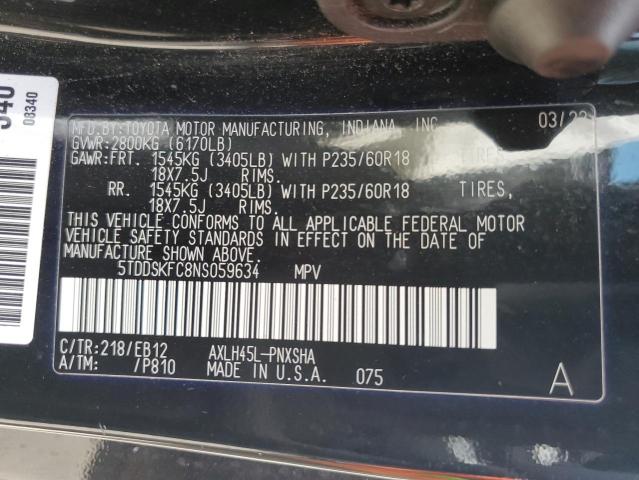 MFD.BY:TOYOTA MOTOR MANUFACTURING, INDIANA, INC. 03/22
GVWR:2800KG (6170LB)
GAWR:FRT. 1545KG (3405LB) WITH P235/60R18 TIRES,
18X7.5J RIMS.
RR. 1545KG (3405LB) WITH P235/60R18 TIRES,
18X7.5J RIMS.
THIS VEHICLE CONFORMS TO ALL APPLICABLE FEDERAL MOTOR
VEHICLE SAFETY STANDARDS IN EFFECT ON THE DATE OF
MANUFACTURE SHOWN ABOVE.
5TDDSKFC8NS059634 MPV
C/TR:218/EB12 AXLH45L-PNXSHA
A/TM: /P810 MADE IN U.S.A. 075 A
08340